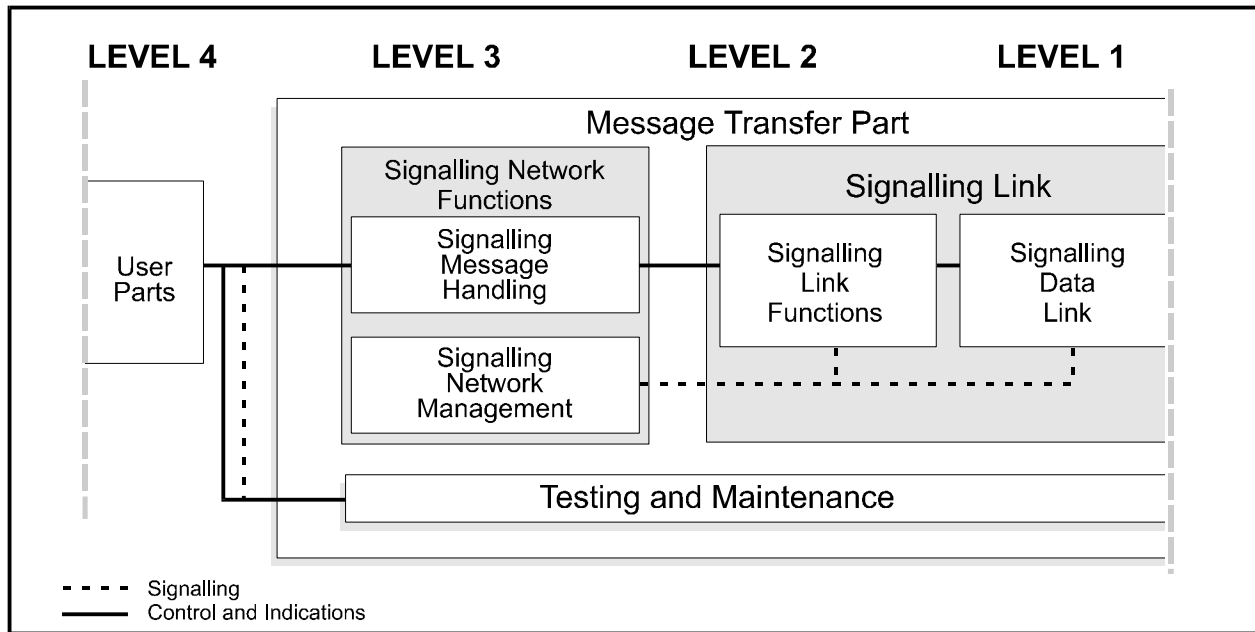 LEVEL 4 LEVEL 3 LEVEL 2 LEVEL 1
Message Transfer Part
Signalling Network
Functions
Signalling Link
User
Parts
Signalling
Message
Handling
Signalling
Link
Functions
Signalling
Data
Link
Signalling
Network
Management
Testing and Maintenance
Signalling
Control and Indications